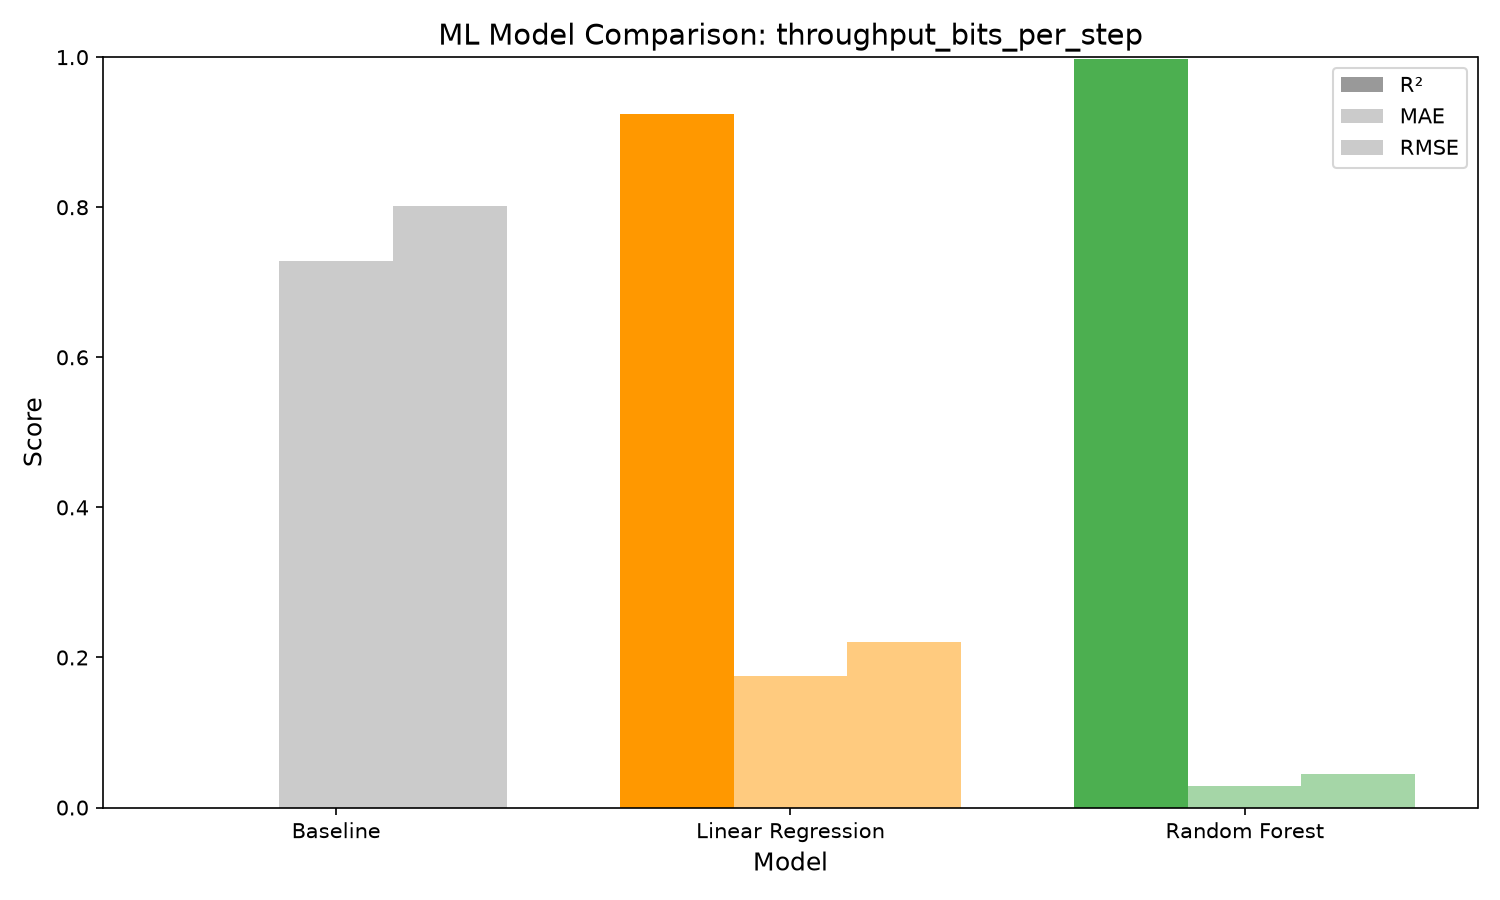 ML Model Comparison: throughput_bits_per_step
1.0
0.8
0.6
0.4
0.2
0.0
Score
R²
MAE
RMSE
Baseline
Linear Regression
Random Forest
Model